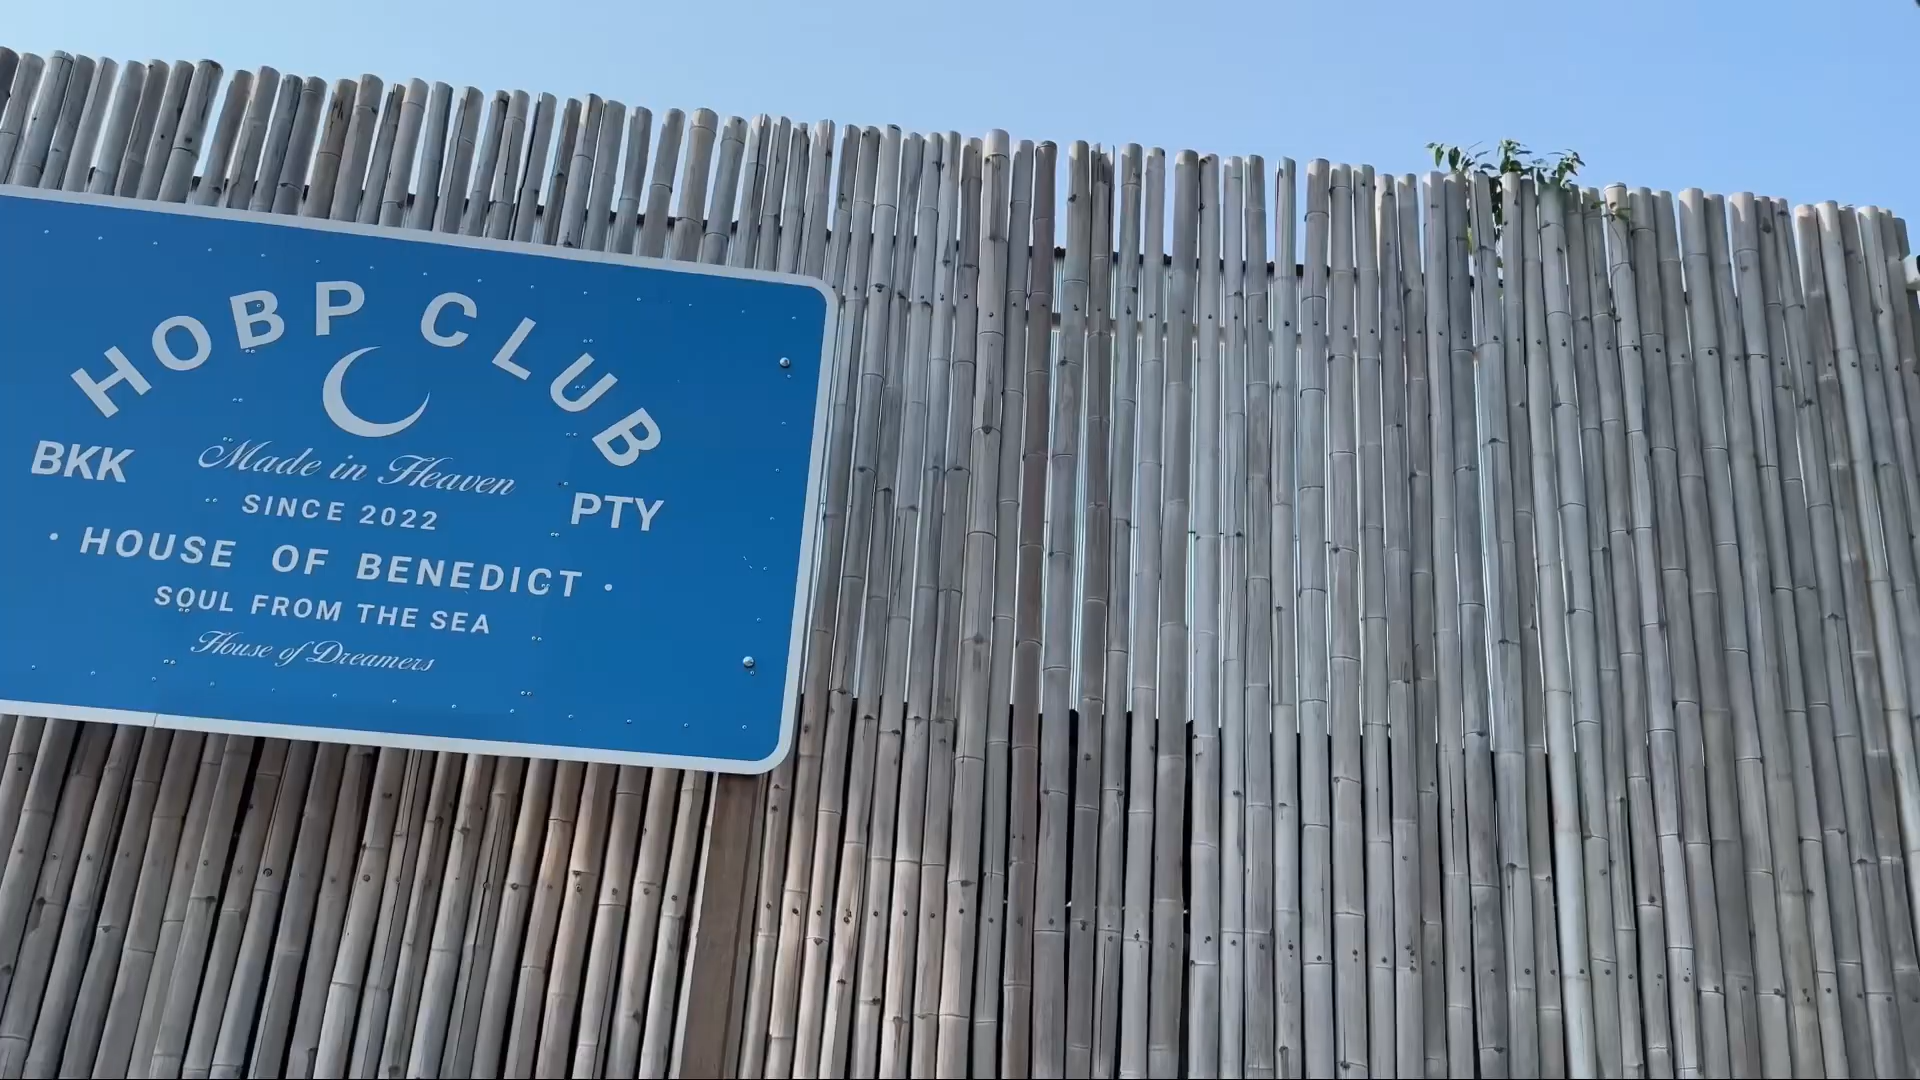 HOBP CLUB
Made in Heaven
BKK
PTY
SINCE 2022
· HOUSE OF BENEDICT ·
SOUL FROM THE SEA
House of Dreamers